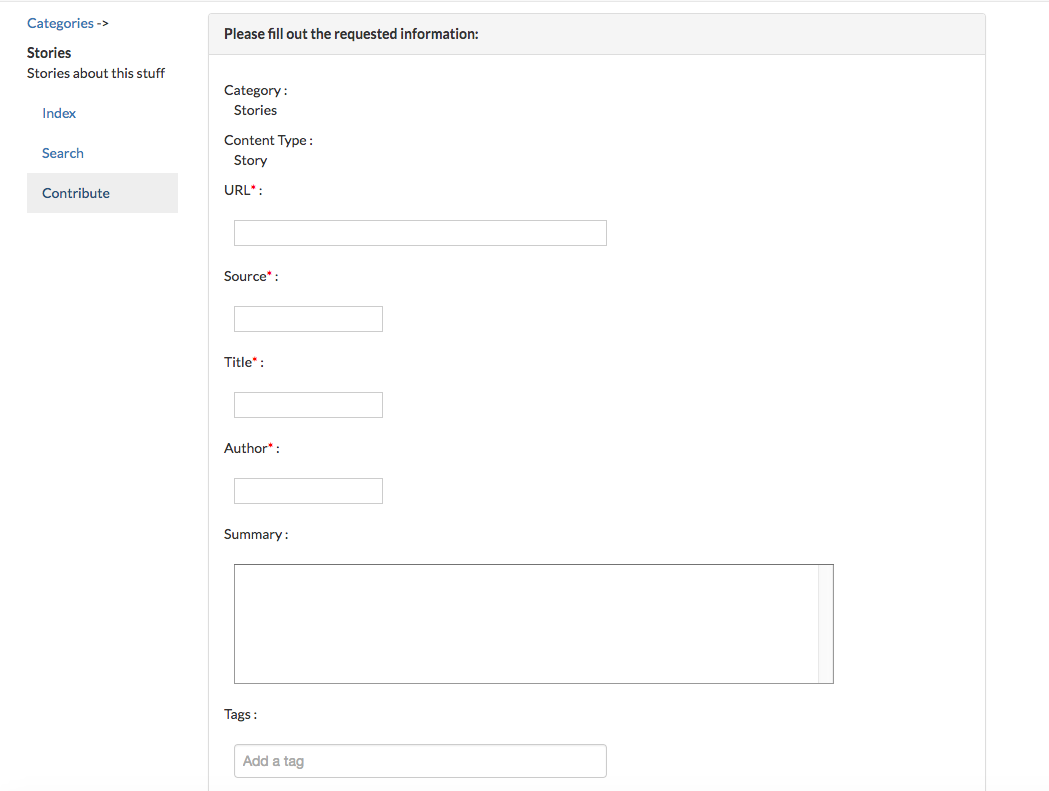 Categories ->
Stories
Stories about this stuff
Index
Search
Contribute
Please fill out the requested information:
Category :
Stories
Content Type :
Story
URL* :
Source* :
Title* :
Author* :
Summary :
Tags :
Add a tag